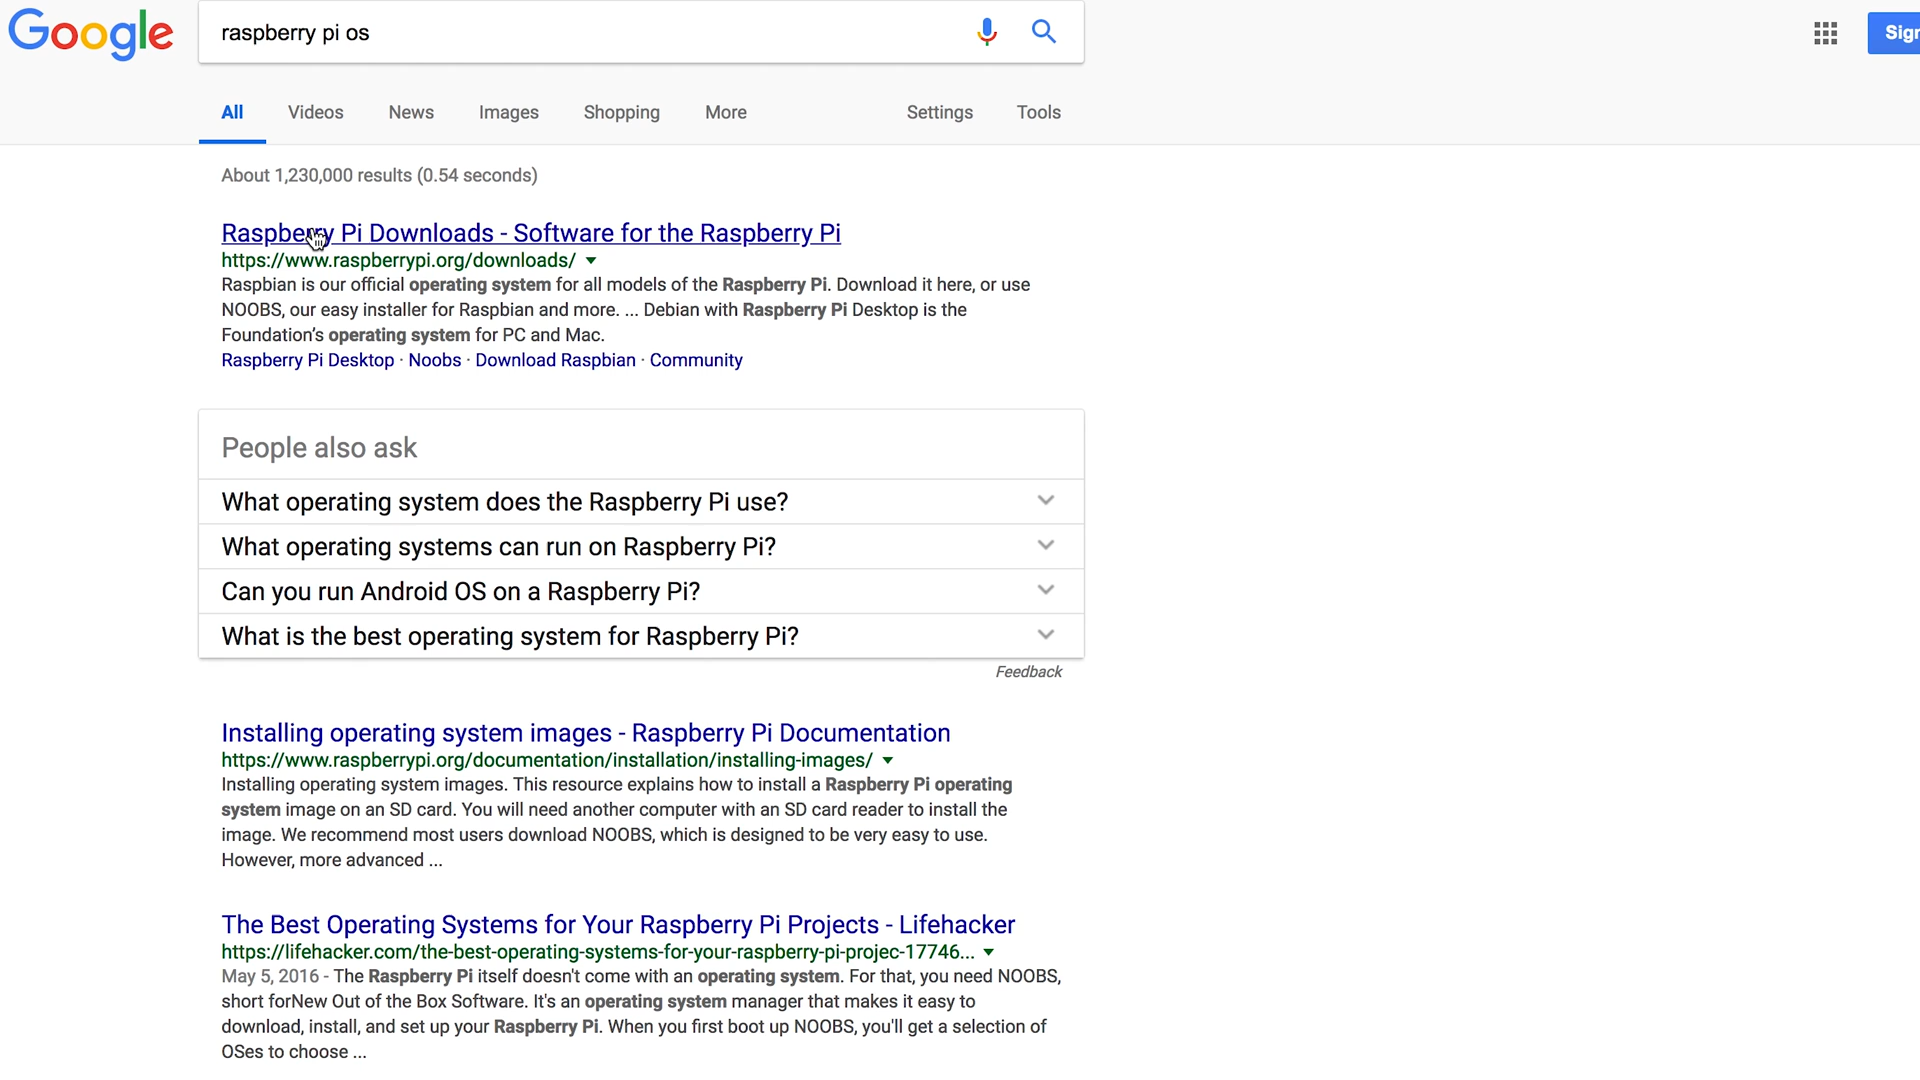 Google
raspberry pi os
Sign
All Videos News Images Shopping More Settings Tools
About 1,230,000 results (0.54 seconds)
Raspberry Pi Downloads - Software for the Raspberry Pi
https://www.raspberrypi.org/downloads/
Raspbian is our official operating system for all models of the Raspberry Pi. Download it here, or use
NOOBS, our easy installer for Raspbian and more. ... Debian with Raspberry Pi Desktop is the
Foundation's operating system for PC and Mac.
Raspberry Pi Desktop · Noobs · Download Raspbian · Community
People also ask
What operating system does the Raspberry Pi use?
What operating systems can run on Raspberry Pi?
Can you run Android OS on a Raspberry Pi?
What is the best operating system for Raspberry Pi?
Feedback
Installing operating system images - Raspberry Pi Documentation
https://www.raspberrypi.org/documentation/installation/installing-images/
Installing operating system images. This resource explains how to install a Raspberry Pi operating
system image on an SD card. You will need another computer with an SD card reader to install the
image. We recommend most users download NOOBS, which is designed to be very easy to use.
However, more advanced ...
The Best Operating Systems for Your Raspberry Pi Projects - Lifehacker
https://lifehacker.com/the-best-operating-systems-for-your-raspberry-pi-projec-17746...
May 5, 2016 - The Raspberry Pi itself doesn't come with an operating system. For that, you need NOOBS,
short forNew Out of the Box Software. It's an operating system manager that makes it easy to
download, install, and set up your Raspberry Pi. When you first boot up NOOBS, you'll get a selection of
OSes to choose ...